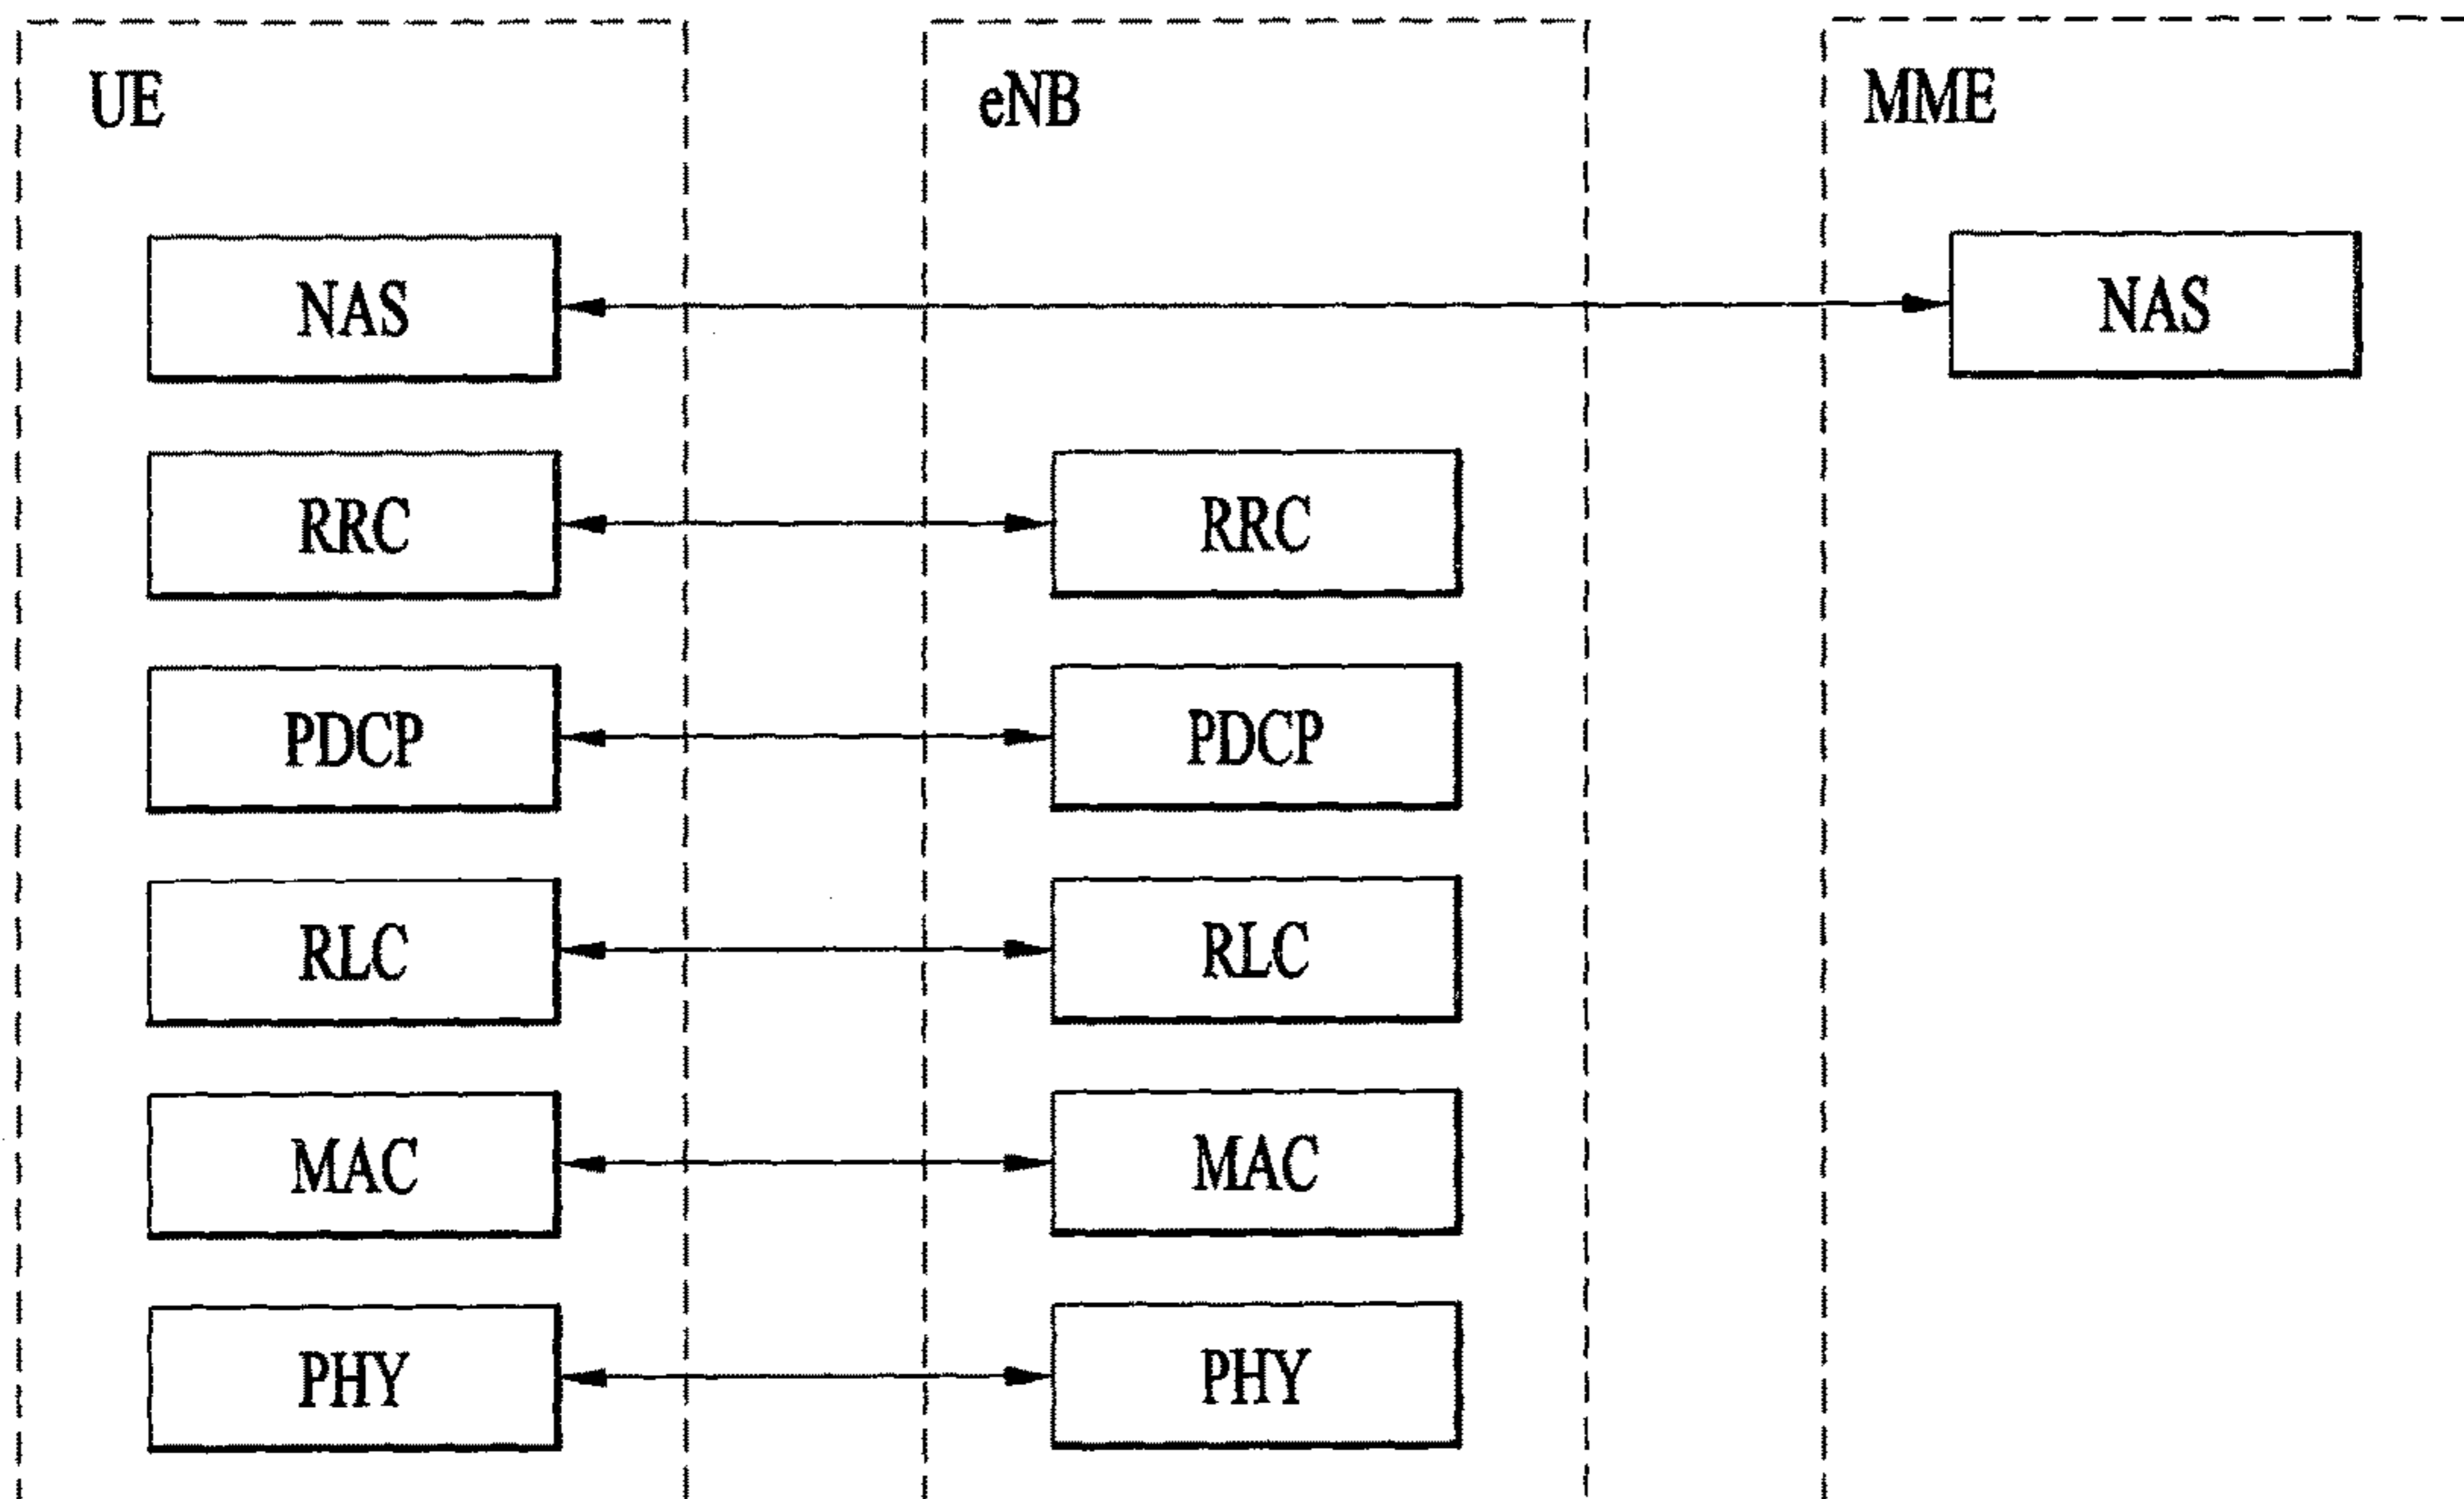 UE eNB MME
NAS NAS
RRC RRC
PDCP PDCP
RLC RLC
MAC MAC
PHY PHY